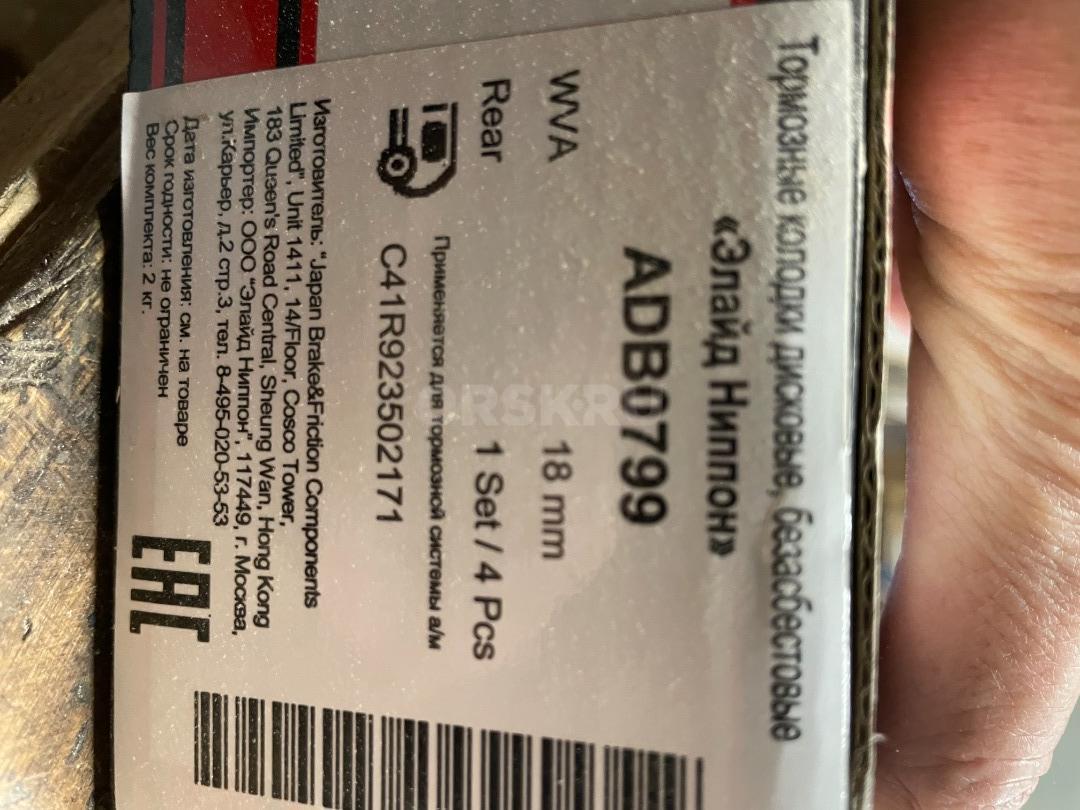 Тормозные колодки дисковые, безасбестовые
«Элайд Ниппон»
ADB0799
WVA 18 mm
Rear 1 Set / 4 Pcs
Применяется для тормозной системы а/м
C41R923502171
Изготовитель: "Japan Brake&Friction Components
Limited", Unit 1411, 14/Floor, Cosco Tower,
183 Queen's Road Central, Sheung Wan, Hong Kong
Импортер: ООО "Элайд Ниппон", 117449, г. Москва,
ул.Карьер, д.2 стр.3, тел. 8-495-020-53-53
Дата изготовления: см. на товаре
Срок годности: не ограничен
Вес комплекта: 2 кг.
EAC